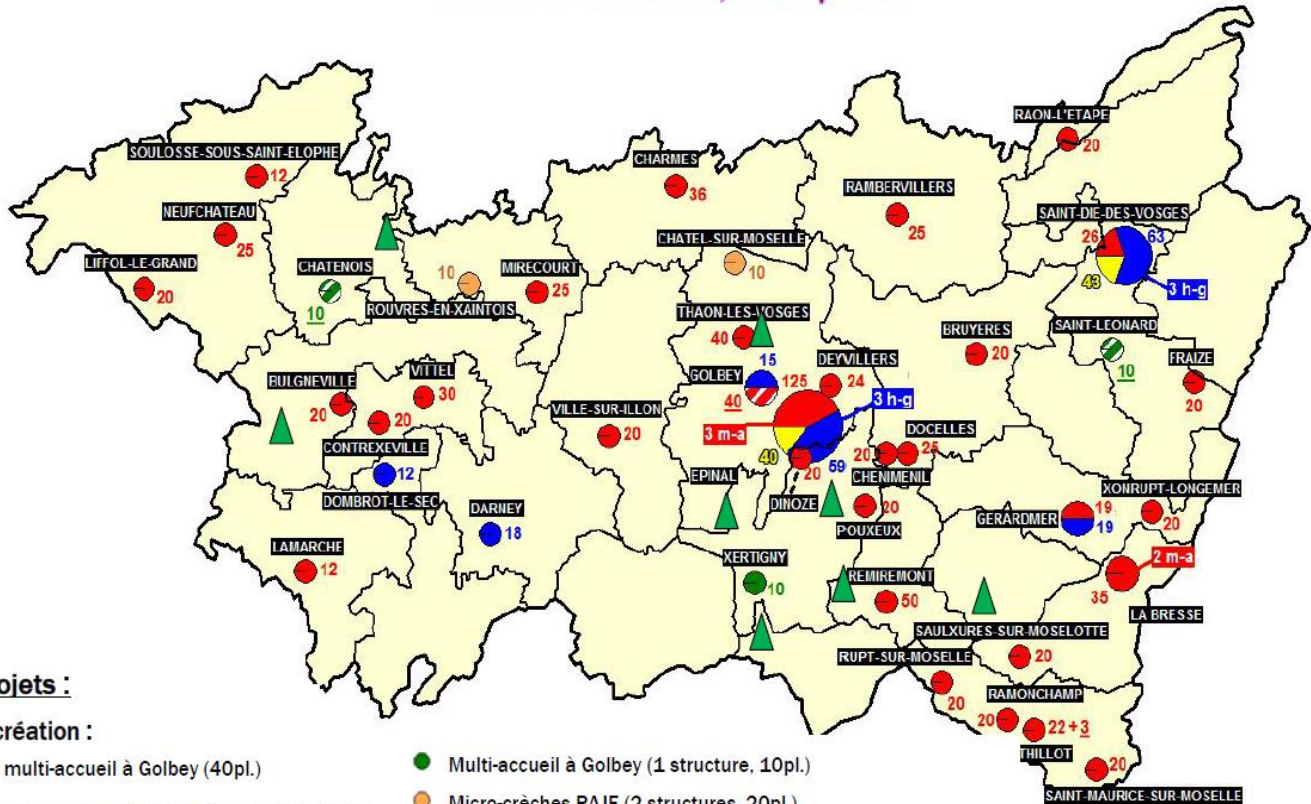 RAON-L'ETAPE
20
SOULOSSE-SOUS-SAINT-ELOPHE
12
CHARMES
36
RAMBERVILLERS
25
NEUFCHATEAU
25
SAINT-DIE-DES-VOSGES
26
63
43
3 h-g
CHATEL-SUR-MOSELLE
10
LIFFOL-LE-GRAND
20
CHATENOIS
10
10
ROUVRES-EN-XAINTOIS
MIRECOURT
25
THAON-LES-VOSGES
40
BRUYERES
20
SAINT-LEONARD
10
FRAIZE
20
15
GOLBEY
40
125
DEYVILLERS
24
3 h-g
3 m-a
40
20
59
BULGNEVILLE
20
VITTEL
30
20
CONTREXEVILLE
12
DOMBROT-LE-SEC
VILLE-SUR-ILLON
20
DOCELLES
20
25
CHENIMENIL
EPINAL
DINOZE
20
POUXEUX
DARNEY
18
GERARDMER
19
19
XONRUPT-LONGEMER
20
2 m-a
35
LA BRESSE
LAMARCHE
12
XERTIGNY
10
REMIREMONT
50
SAULXURES-SUR-MOSELOTTE
20
RUPT-SUR-MOSELLE
20
RAMONCHAMP
20
22 + 3
THILLOT
20
SAINT-MAURICE-SUR-MOSELLE
ojets :
création :
multi-accueil à Golbey (40pl.)
Multi-accueil à Golbey (1 structure, 10pl.)
Micro-crèches PAJE (2 structures, 20pl.)